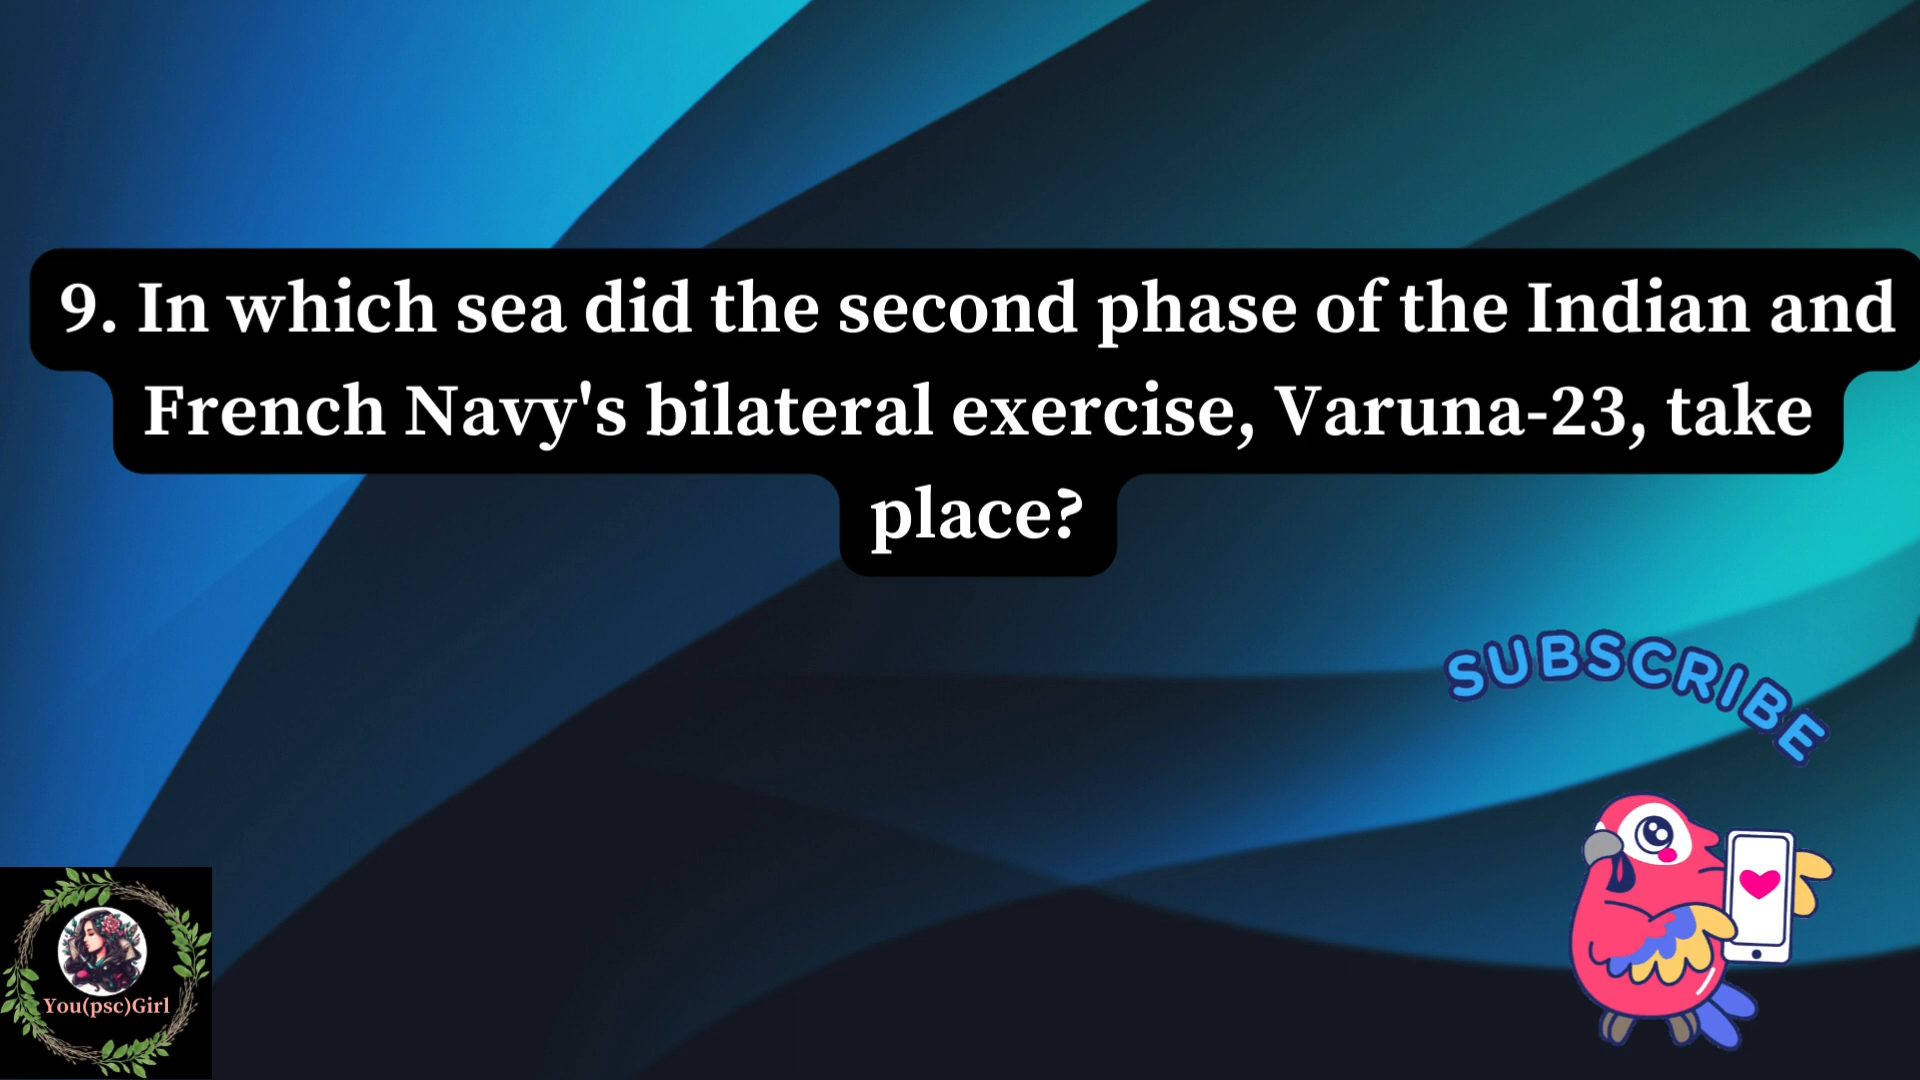 9. In which sea did the second phase of the Indian and
French Navy's bilateral exercise, Varuna-23, take
place?
SUBSCRIBE
You(psc)Girl